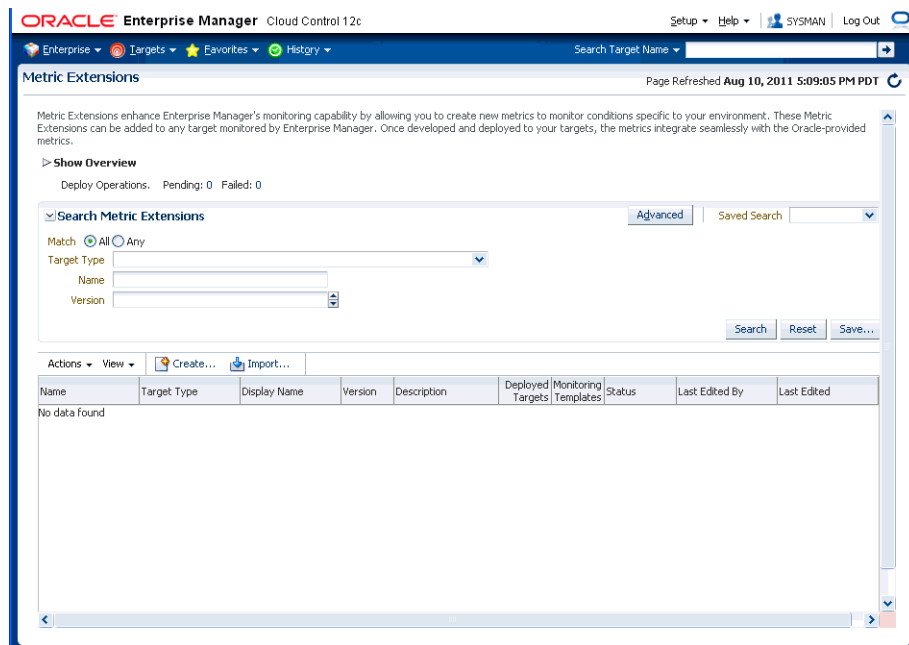 ORACLE Enterprise Manager Cloud Control 12c
Setup Help SYSMAN Log Out
Enterprise Targets Favorites History Search Target Name
Metric Extensions
Page Refreshed Aug 10, 2011 5:09:05 PM PDT
Metric Extensions enhance Enterprise Manager's monitoring capability by allowing you to create new metrics to monitor conditions specific to your environment. These Metric
Extensions can be added to any target monitored by Enterprise Manager. Once developed and deployed to your targets, the metrics integrate seamlessly with the Oracle-provided
metrics.
Show Overview
Deploy Operations. Pending: 0 Failed: 0
Search Metric Extensions
Advanced Saved Search
Match All Any
Target Type
Name
Version
Search Reset Save...
Actions View Create... Import...
Name Target Type Display Name Version Description Deployed Targets Monitoring Templates Status Last Edited By Last Edited
No data found